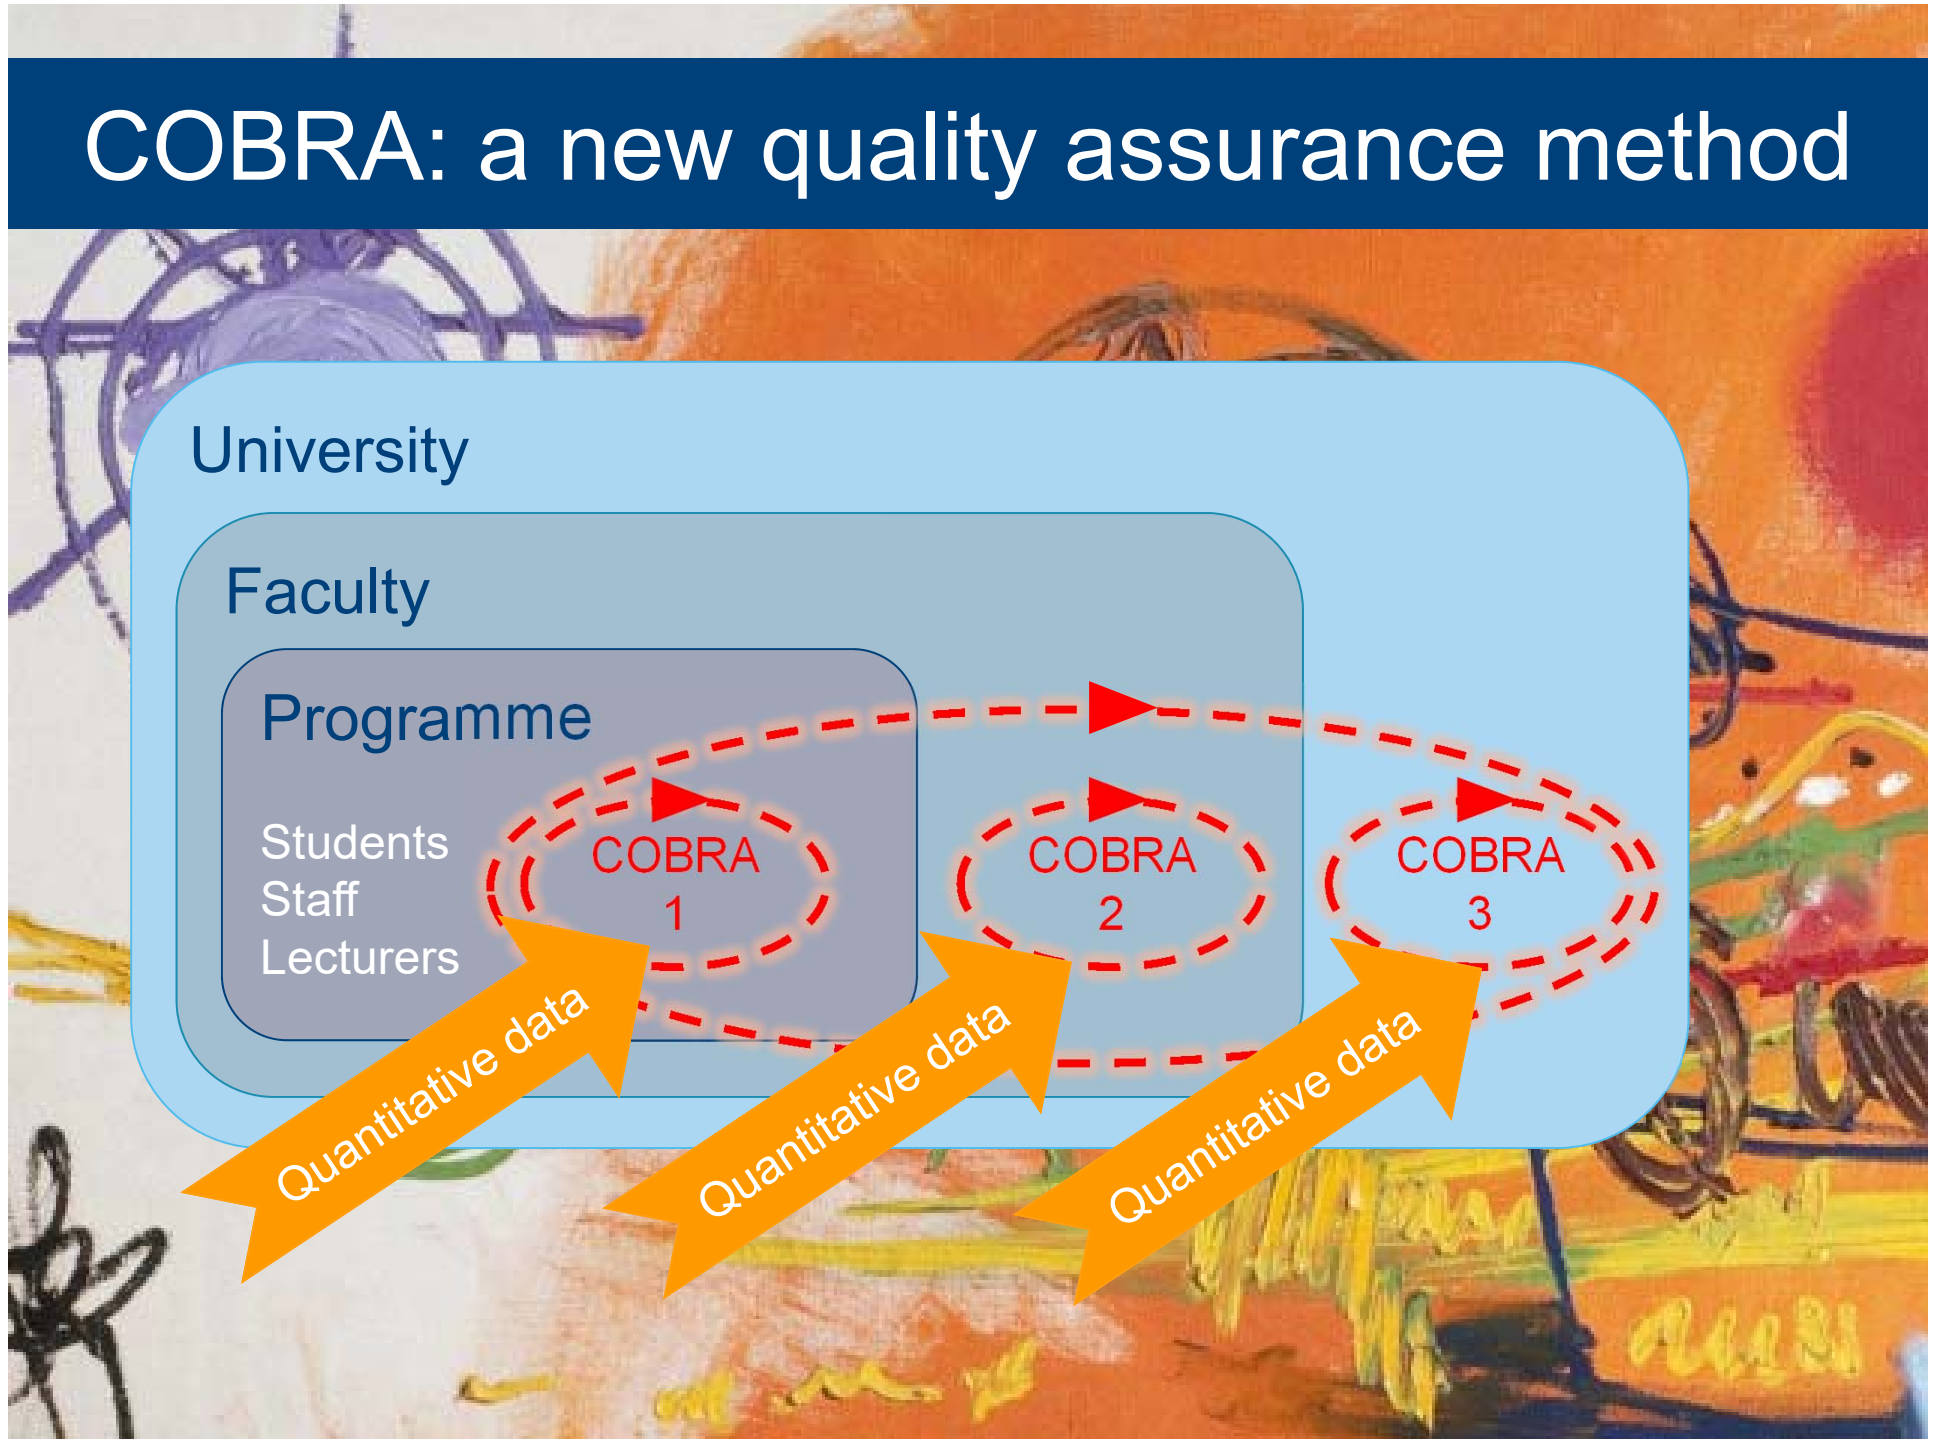 COBRA: a new quality assurance method
University
Faculty
Programme
Students
Staff
Lecturers
COBRA
1
COBRA
2
COBRA
3
Quantitative data
Quantitative data
Quantitative data